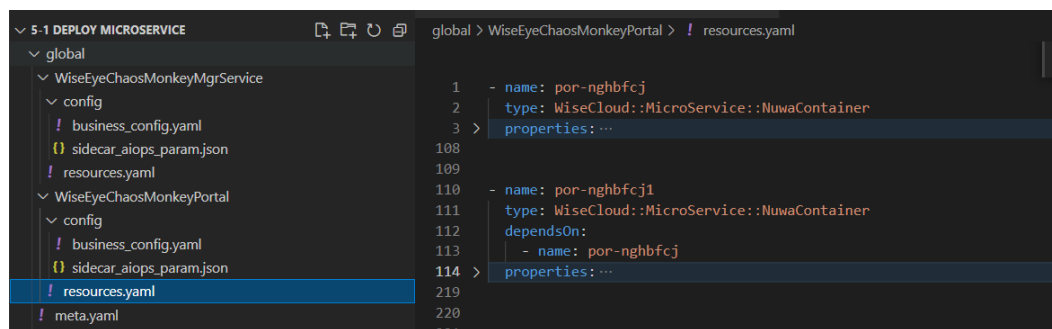 5-1 DEPLOY MICROSERVICE
global
WiseEyeChaosMonkeyMgrService
config
! business_config.yaml
{} sidecar_aiops_param.json
! resources.yaml
WiseEyeChaosMonkeyPortal
config
! business_config.yaml
{} sidecar_aiops_param.json
! resources.yaml
! meta.yaml
global > WiseEyeChaosMonkeyPortal > ! resources.yaml
1 - name: por-nghbfcj
2 type: WiseCloud::MicroService::NuwaContainer
3 > properties: ···
108
109
110 - name: por-nghbfcj1
111 type: WiseCloud::MicroService::NuwaContainer
112 dependsOn:
113 - name: por-nghbfcj
114 > properties: ···
219
220